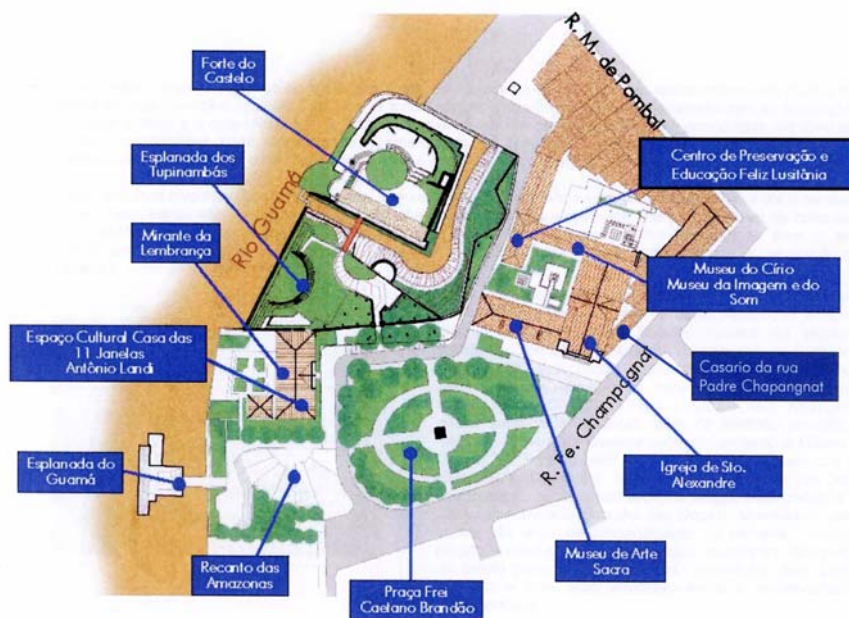 R. M. de Pombal
Forte do
Castelo
Centro de Preservação e
Educação Feliz Lusitânia
Esplanada dos
Tupinambás
Rio Guamá
Mirante da
Lembrança
Museu do Círio
Museu da Imagem e do
Som
Espaço Cultural Casa das
11 Janelas
Antônio Landi
Casario da rua
Padre Chapangnat
R. Pe. Champagnat
Esplanada do
Guamá
Igreja de Sto.
Alexandre
Recanto das
Amazonas
Museu de Arte
Sacra
Praça Frei
Caetano Brandão